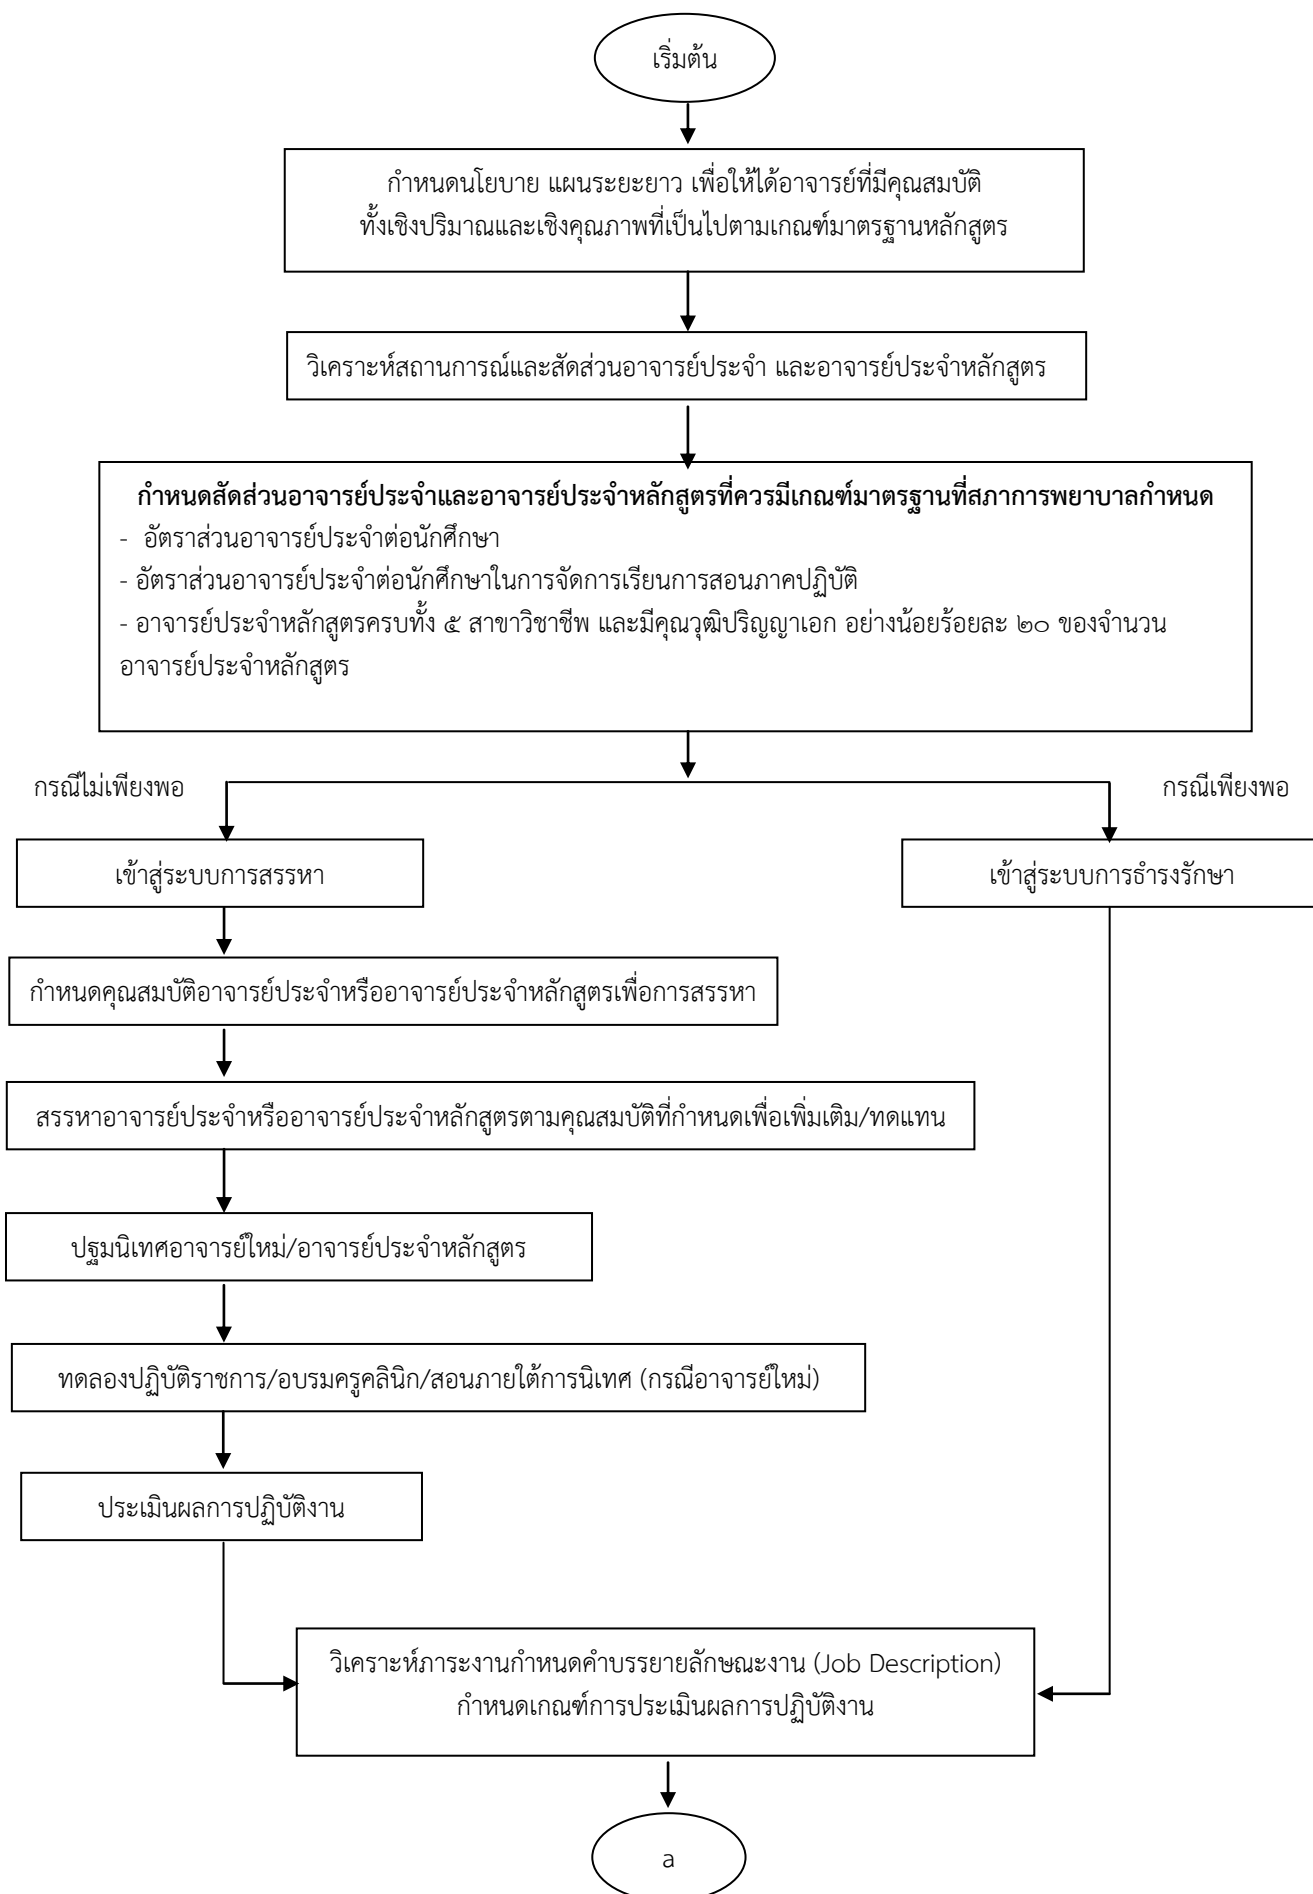 เริ่มต้น
กำหนดนโยบาย แผนระยะยาว เพื่อให้ได้อาจารย์ที่มีคุณสมบัติ
ทั้งเชิงปริมาณและเชิงคุณภาพที่เป็นไปตามเกณฑ์มาตรฐานหลักสูตร
วิเคราะห์สถานการณ์และสัดส่วนอาจารย์ประจำ และอาจารย์ประจำหลักสูตร
กำหนดสัดส่วนอาจารย์ประจำและอาจารย์ประจำหลักสูตรที่ควรมีเกณฑ์มาตรฐานที่สภาการพยาบาลกำหนด
- อัตราส่วนอาจารย์ประจำต่อนักศึกษา
- อัตราส่วนอาจารย์ประจำต่อนักศึกษาในการจัดการเรียนการสอนภาคปฏิบัติ
- อาจารย์ประจำหลักสูตรครบทั้ง ๕ สาขาวิชาชีพ และมีคุณวุฒิปริญญาเอก อย่างน้อยร้อยละ ๒๐ ของจำนวน
อาจารย์ประจำหลักสูตร
กรณีไม่เพียงพอ
กรณีเพียงพอ
เข้าสู่ระบบการสรรหา
เข้าสู่ระบบการธำรงรักษา
กำหนดคุณสมบัติอาจารย์ประจำหรืออาจารย์ประจำหลักสูตรเพื่อการสรรหา
สรรหาอาจารย์ประจำหรืออาจารย์ประจำหลักสูตรตามคุณสมบัติที่กำหนดเพื่อเพิ่มเติม/ทดแทน
ปฐมนิเทศอาจารย์ใหม่/อาจารย์ประจำหลักสูตร
ทดลองปฏิบัติราชการ/อบรมครูคลินิก/สอนภายใต้การนิเทศ (กรณีอาจารย์ใหม่)
ประเมินผลการปฏิบัติงาน
วิเคราะห์ภาระงานกำหนดคำบรรยายลักษณะงาน (Job Description)
กำหนดเกณฑ์การประเมินผลการปฏิบัติงาน
a